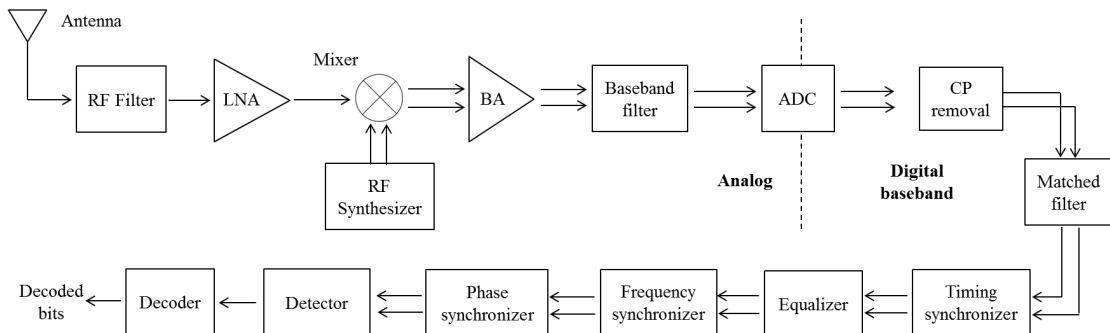 Antenna
RF Filter
LNA
Mixer
RF
Synthesizer
BA
Baseband
filter
ADC
CP
removal
Analog
Digital
baseband
Matched
filter
Timing
synchronizer
Equalizer
Frequency
synchronizer
Phase
synchronizer
Detector
Decoder
Decoded
bits